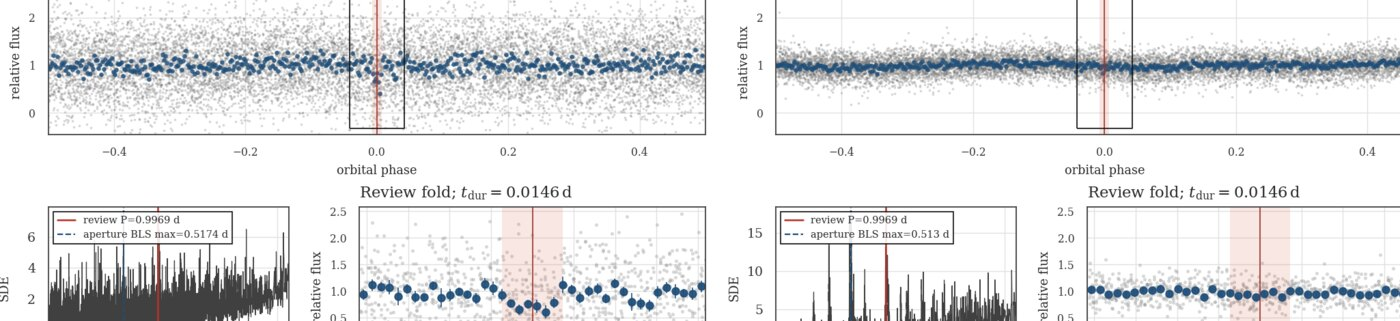 relative flux
2
1
0
−0.4
−0.2
0.0
0.2
0.4
orbital phase
relative flux
2
1
0
−0.4
−0.2
0.0
0.2
0.4
orbital phase
Review fold; tdur = 0.0146 d
SDE
6
4
2
review P=0.9969 d
aperture BLS max=0.5174 d
relative flux
2.5
2.0
1.5
1.0
0.5
Review fold; tdur = 0.0146 d
SDE
15
10
5
review P=0.9969 d
aperture BLS max=0.513 d
relative flux
2.5
2.0
1.5
1.0
0.5